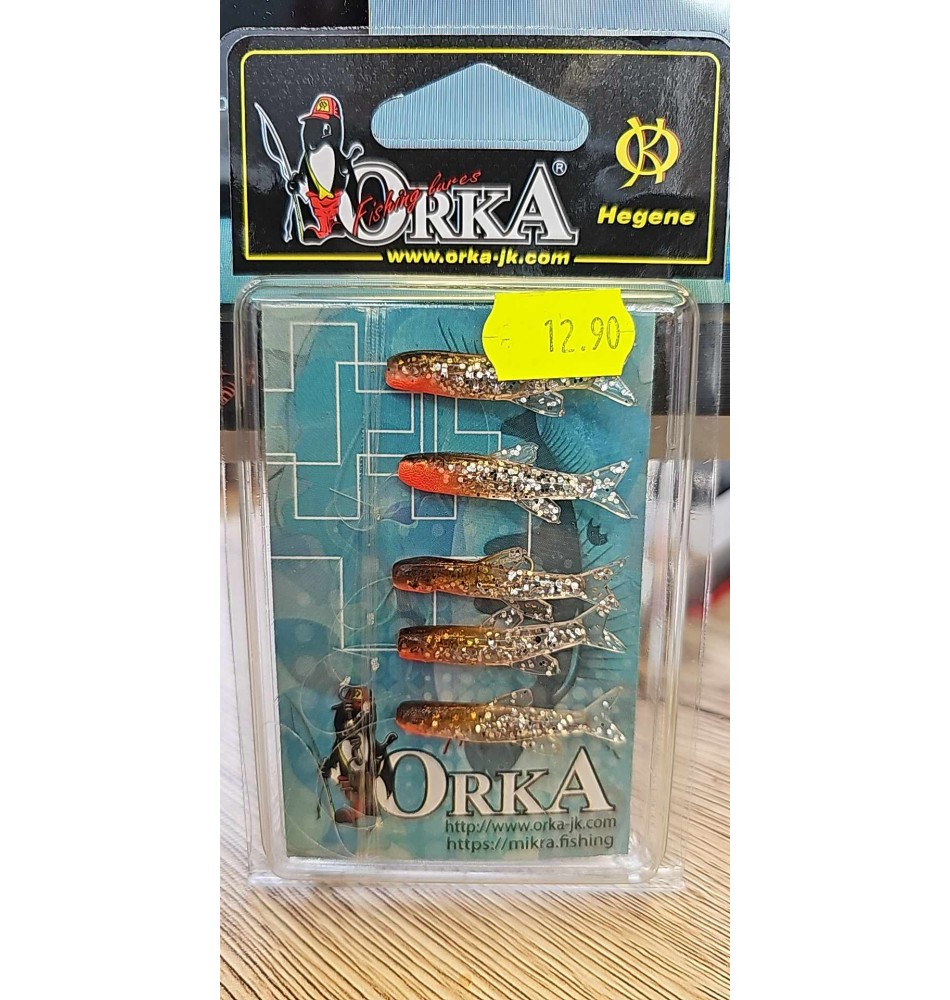 ORKA®
Fishing lures
Hegene
www.orka-jk.com
12.90
ORKA
http://www.orka-jk.com
https://mikra.fishing